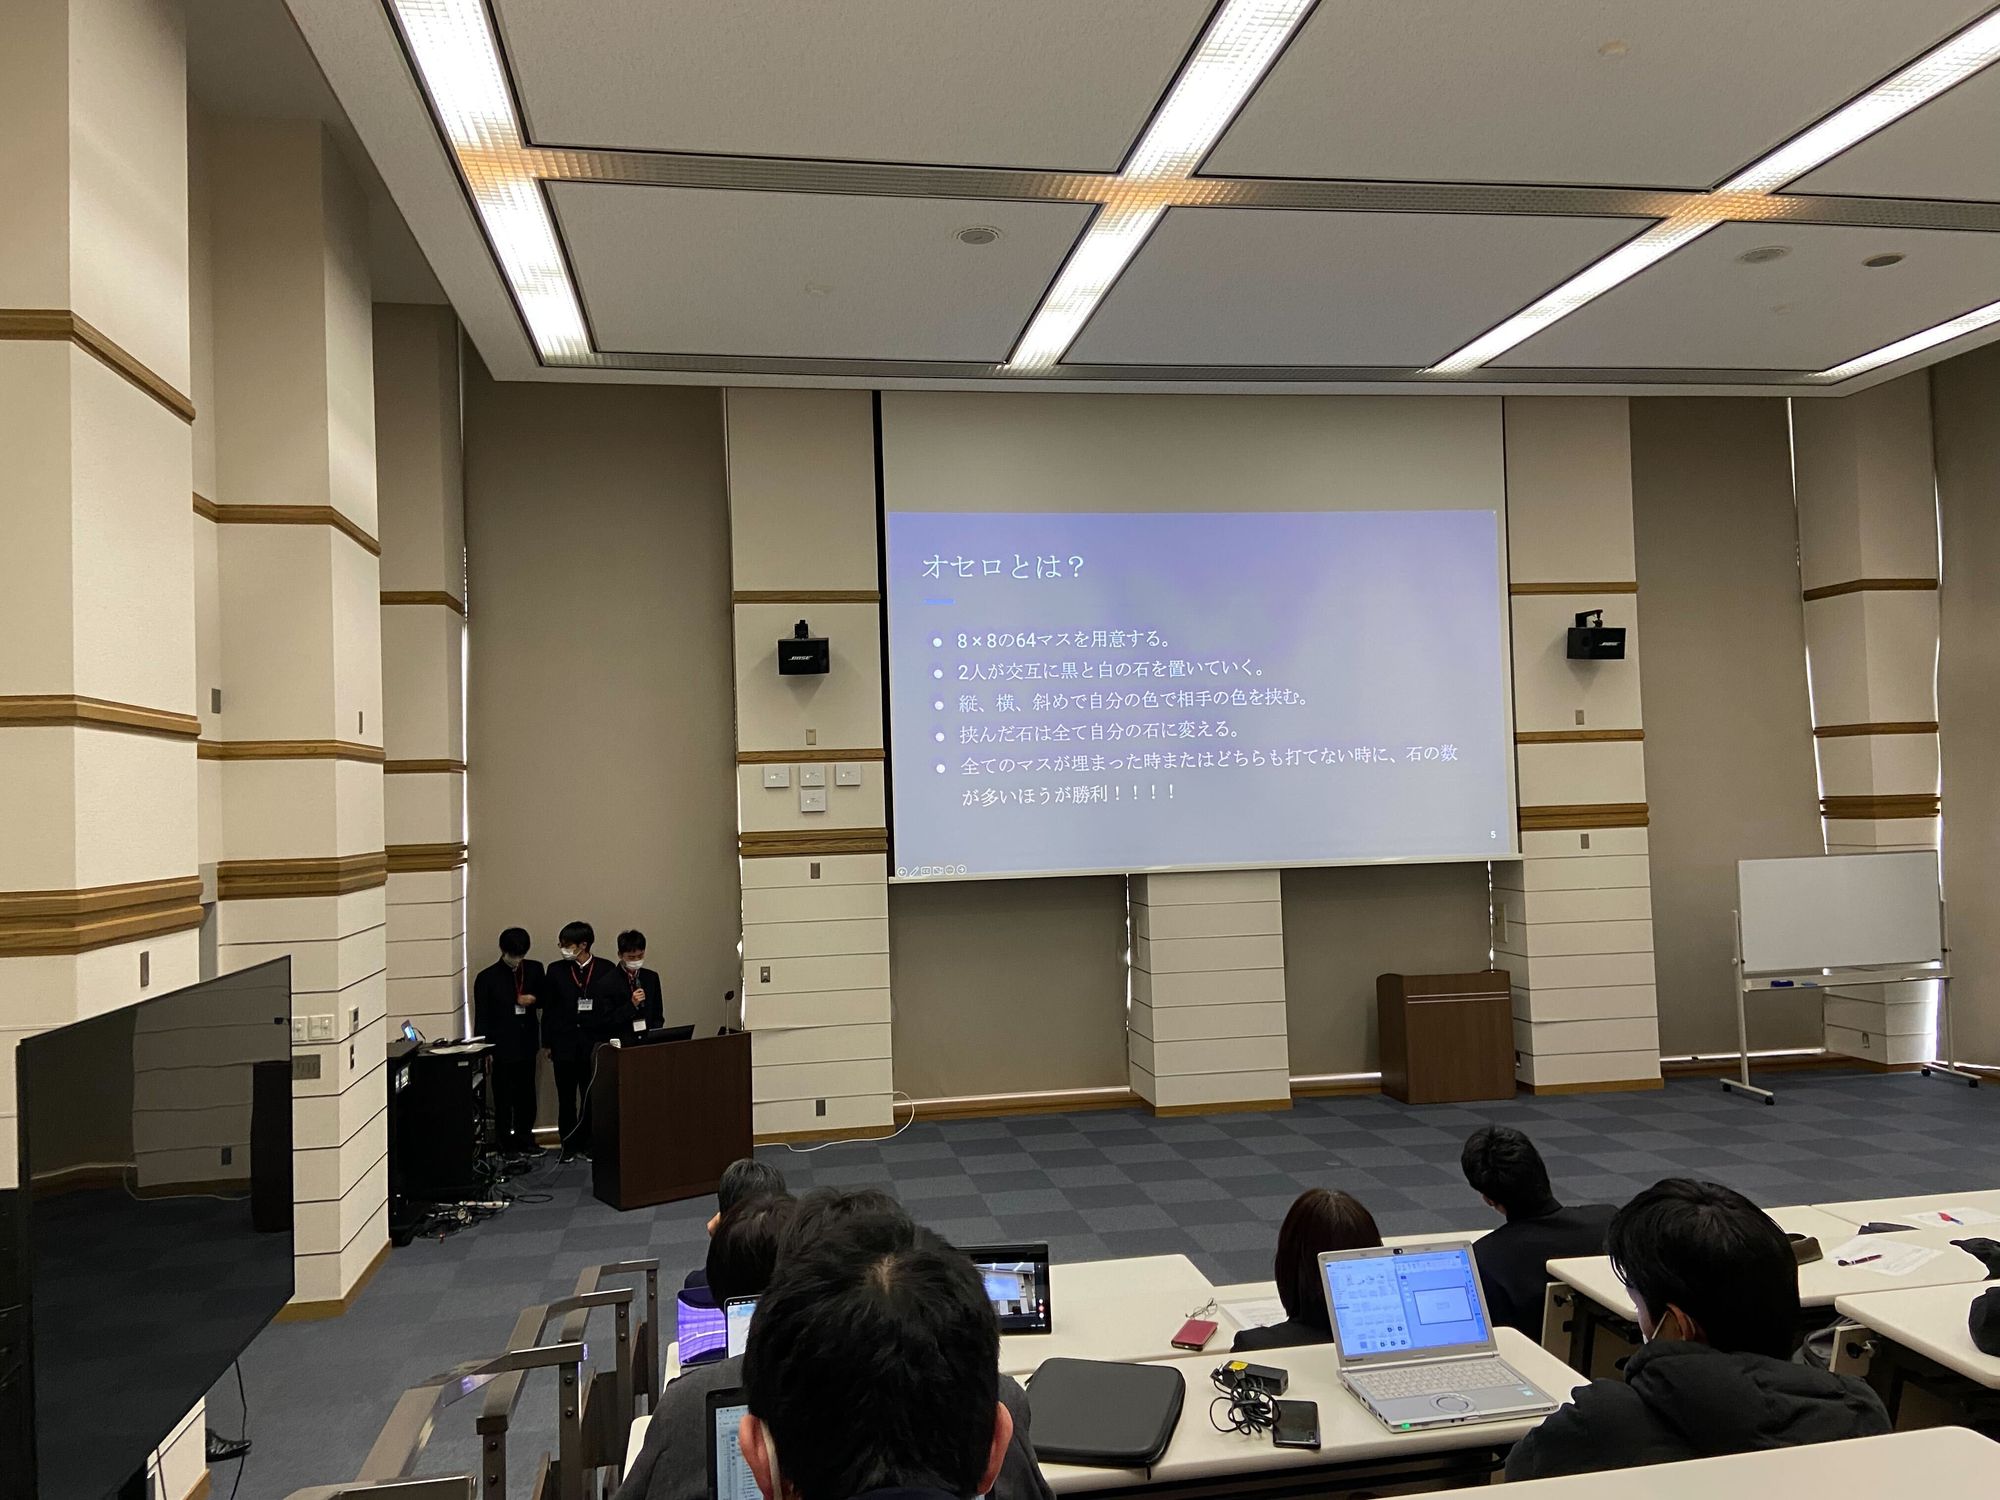 オセロとは？
8×8の64マスを用意する。
2人が交互に黒と白の石を置いていく。
縦、横、斜めで自分の色で相手の色を挟む。
挟んだ石は全て自分の石に変える。
全てのマスが埋まった時またはどちらも打てない時に、石の数
が多いほうが勝利！！！！
5
BOSE
BOSE